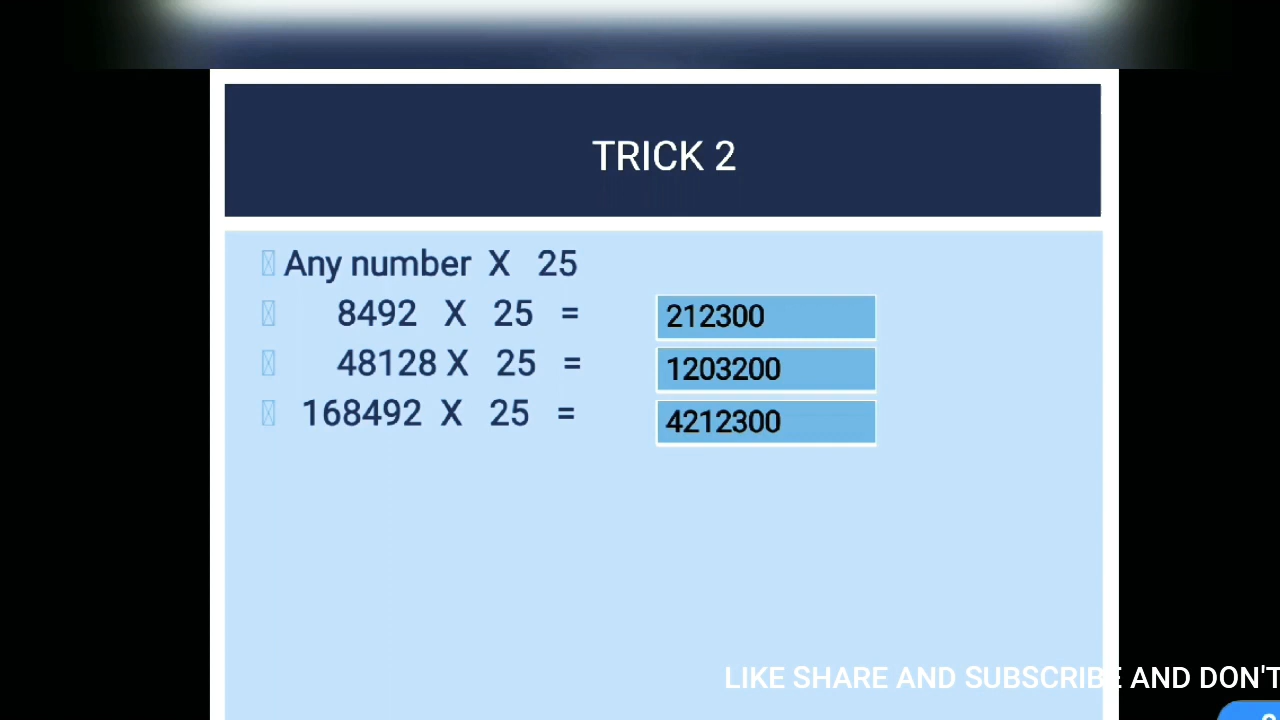 TRICK 2
Any number X 25
8492 X 25 = 212300
48128 X 25 = 1203200
168492 X 25 = 4212300
LIKE SHARE AND SUBSCRIBE AND DON'T